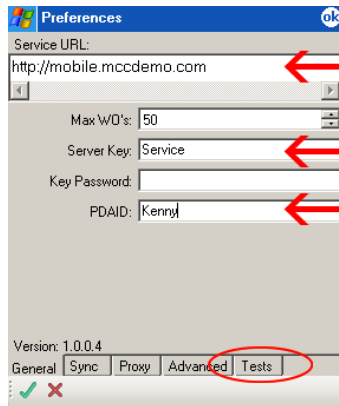 Preferences ok
Service URL:
http://mobile.mccdemo.com
Max WO's: 50
Server Key: Service
Key Password:
PDAID: Kenny
Version: 1.0.0.4
General Sync Proxy Advanced Tests